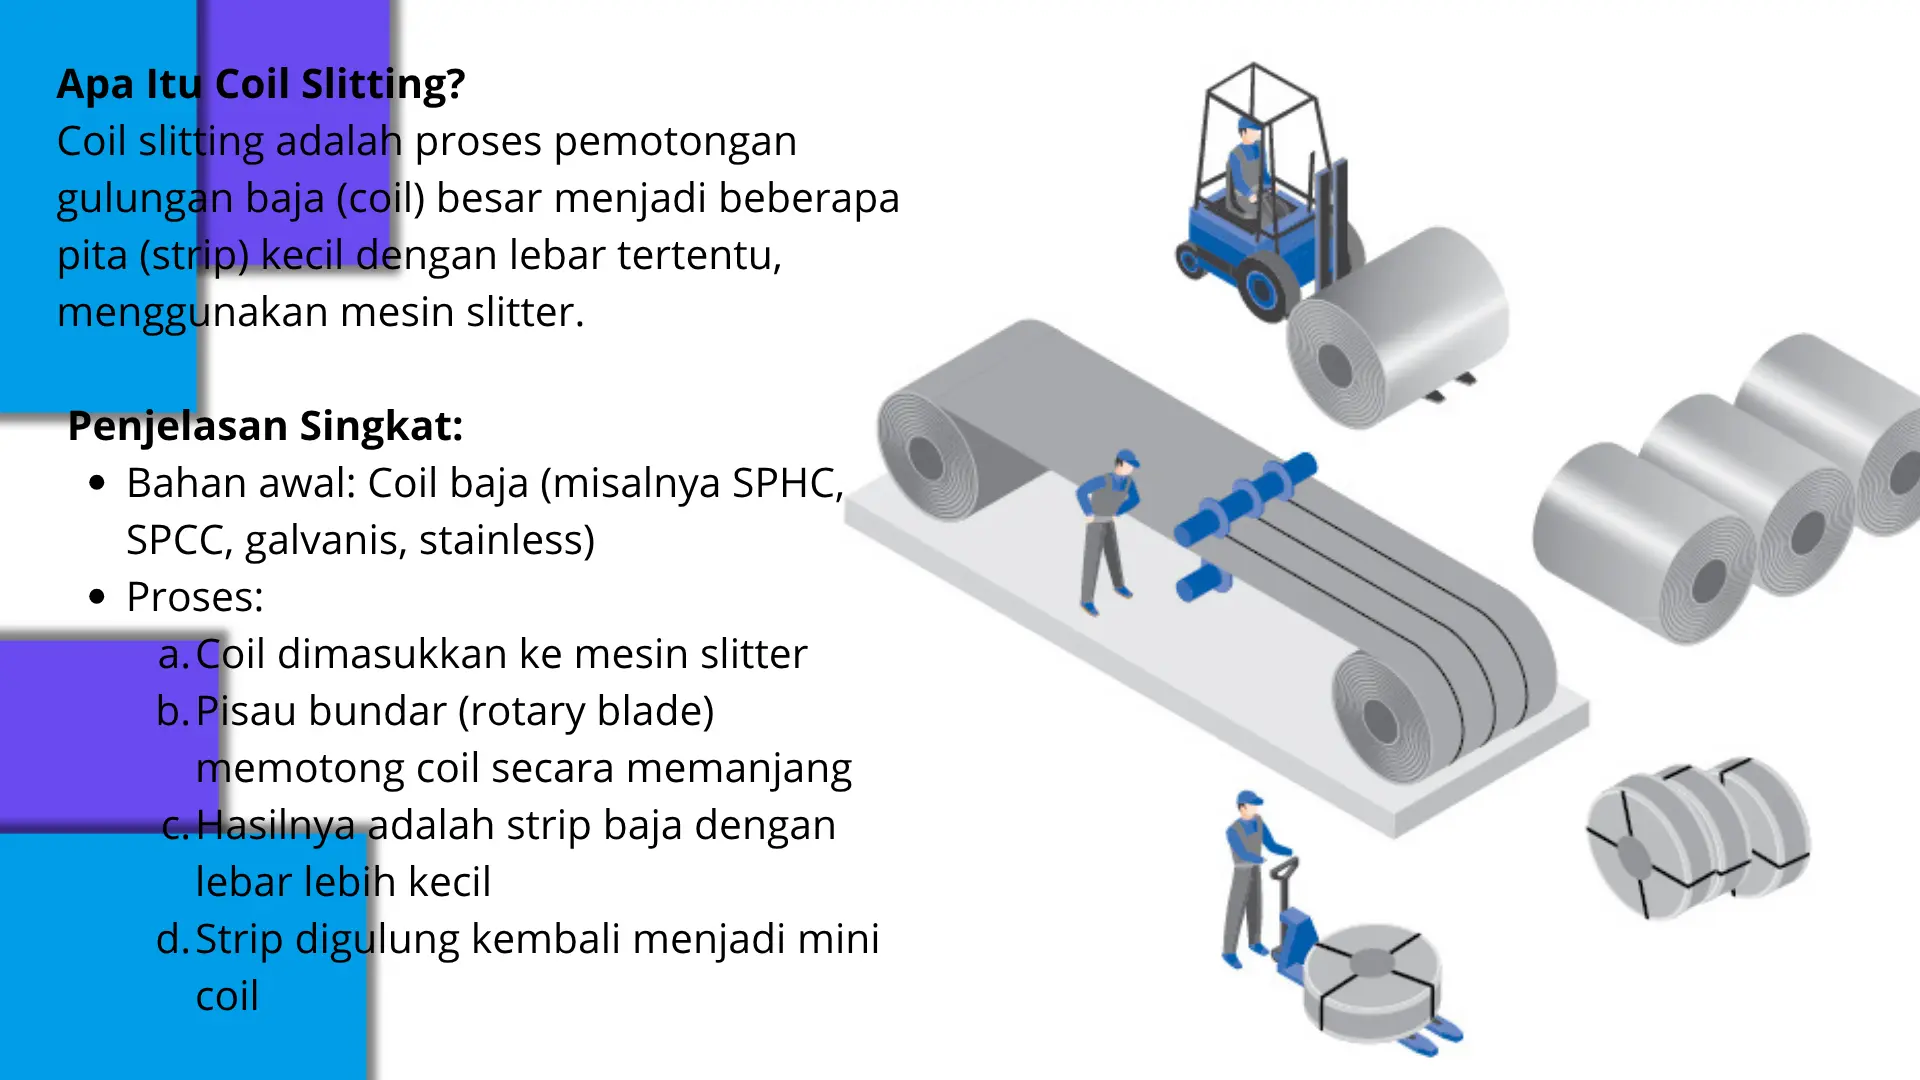 Apa Itu Coil Slitting?
Coil slitting adalah proses pemotongan
gulungan baja (coil) besar menjadi beberapa
pita (strip) kecil dengan lebar tertentu,
menggunakan mesin slitter.
Penjelasan Singkat:
• Bahan awal: Coil baja (misalnya SPHC,
SPCC, galvanis, stainless)
• Proses:
a. Coil dimasukkan ke mesin slitter
b. Pisau bundar (rotary blade)
memotong coil secara memanjang
c. Hasilnya adalah strip baja dengan
lebar lebih kecil
d. Strip digulung kembali menjadi mini
coil